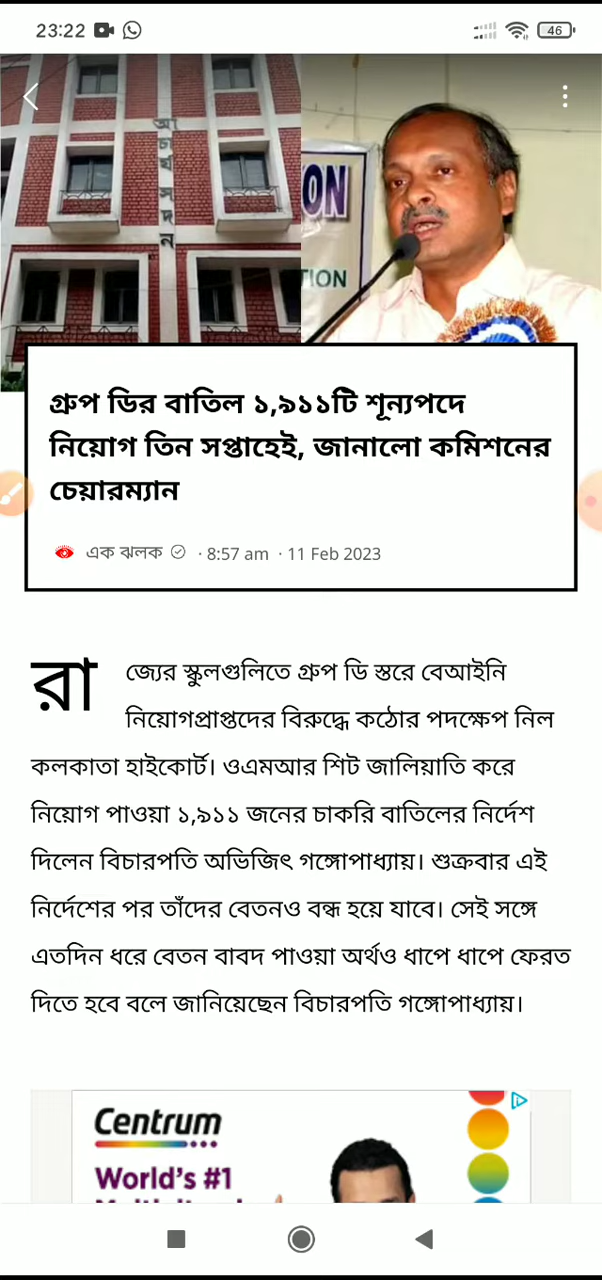 23:22
46
আচার্য সদন
ON
TION
গ্রুপ ডির বাতিল ১,৯১১টি শূন্যপদে
নিয়োগ তিন সপ্তাহেই, জানালো কমিশনের
চেয়ারম্যান
এক ঝলক · 8:57 am · 11 Feb 2023
রাজ্যের স্কুলগুলিতে গ্রুপ ডি স্তরে বেআইনি
নিয়োগপ্রাপ্তদের বিরুদ্ধে কঠোর পদক্ষেপ নিল
কলকাতা হাইকোর্ট। ওএমআর শিট জালিয়াতি করে
নিয়োগ পাওয়া ১,৯১১ জনের চাকরি বাতিলের নির্দেশ
দিলেন বিচারপতি অভিজিৎ গঙ্গোপাধ্যায়। শুক্রবার এই
নির্দেশের পর তাঁদের বেতনও বন্ধ হয়ে যাবে। সেই সঙ্গে
এতদিন ধরে বেতন বাবদ পাওয়া অর্থও ধাপে ধাপে ফেরত
দিতে হবে বলে জানিয়েছেন বিচারপতি গঙ্গোপাধ্যায়।
Centrum
World's #1